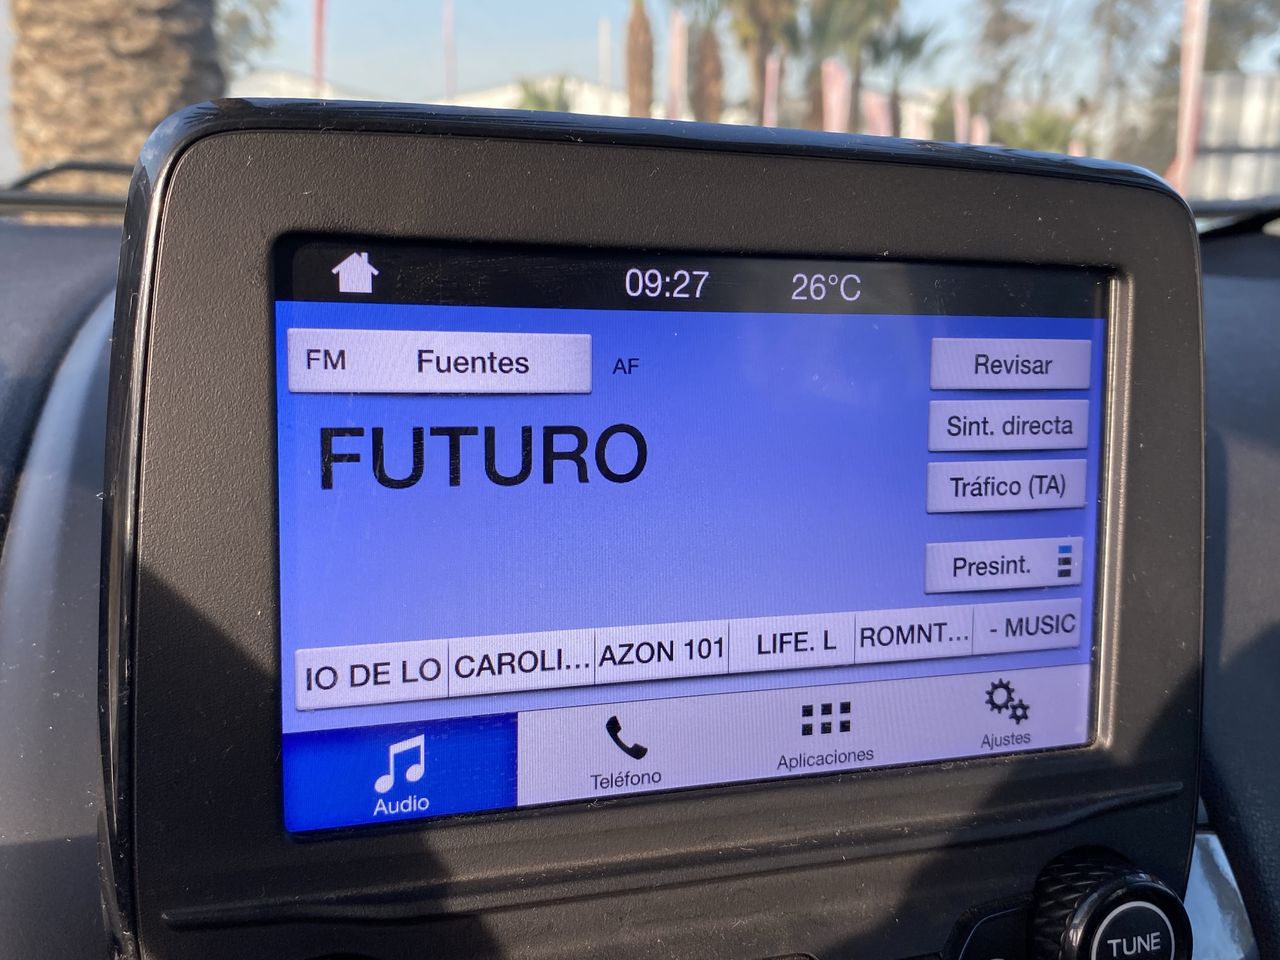 09:27 26°C
FM Fuentes AF
FUTURO
Revisar
Sint. directa
Tráfico (TA)
Presint.
IO DE LO CAROLI... AZON 101 LIFE. L ROMNT... - MUSIC
Audio Teléfono Aplicaciones Ajustes
TUNE